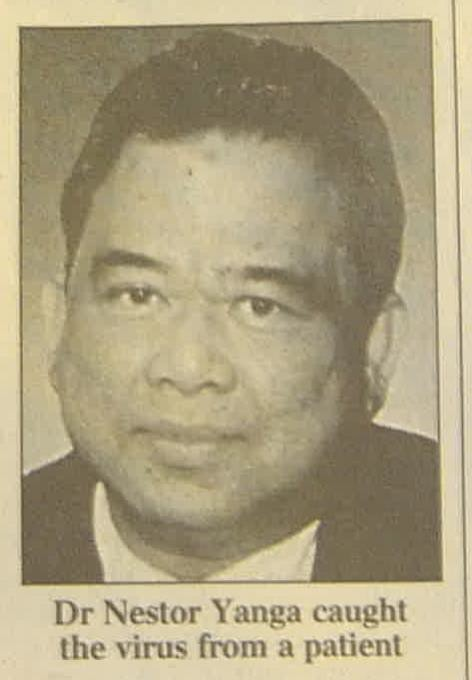 Dr Nestor Yanga caught
the virus from a patient